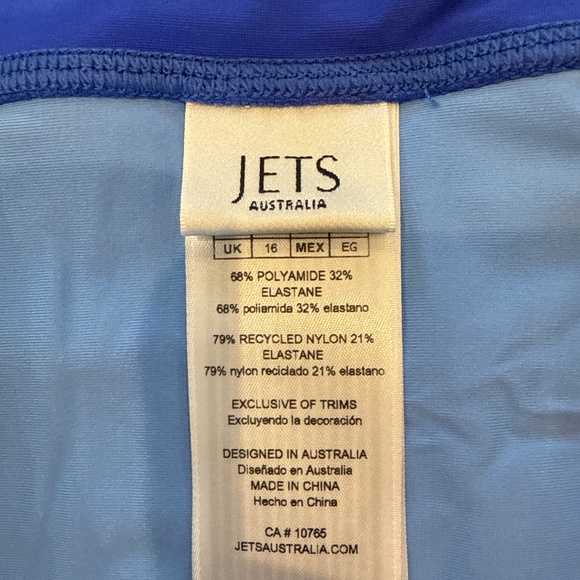 JETS
AUSTRALIA
UK 16 MEX EG
68% POLYAMIDE 32%
ELASTANE
68% poliamida 32% elastano
79% RECYCLED NYLON 21%
ELASTANE
79% nylon reciclado 21% elastano
EXCLUSIVE OF TRIMS
Excluyendo la decoración
DESIGNED IN AUSTRALIA
Diseñado en Australia
MADE IN CHINA
Hecho en China
CA # 10765
JETSAUSTRALIA.COM